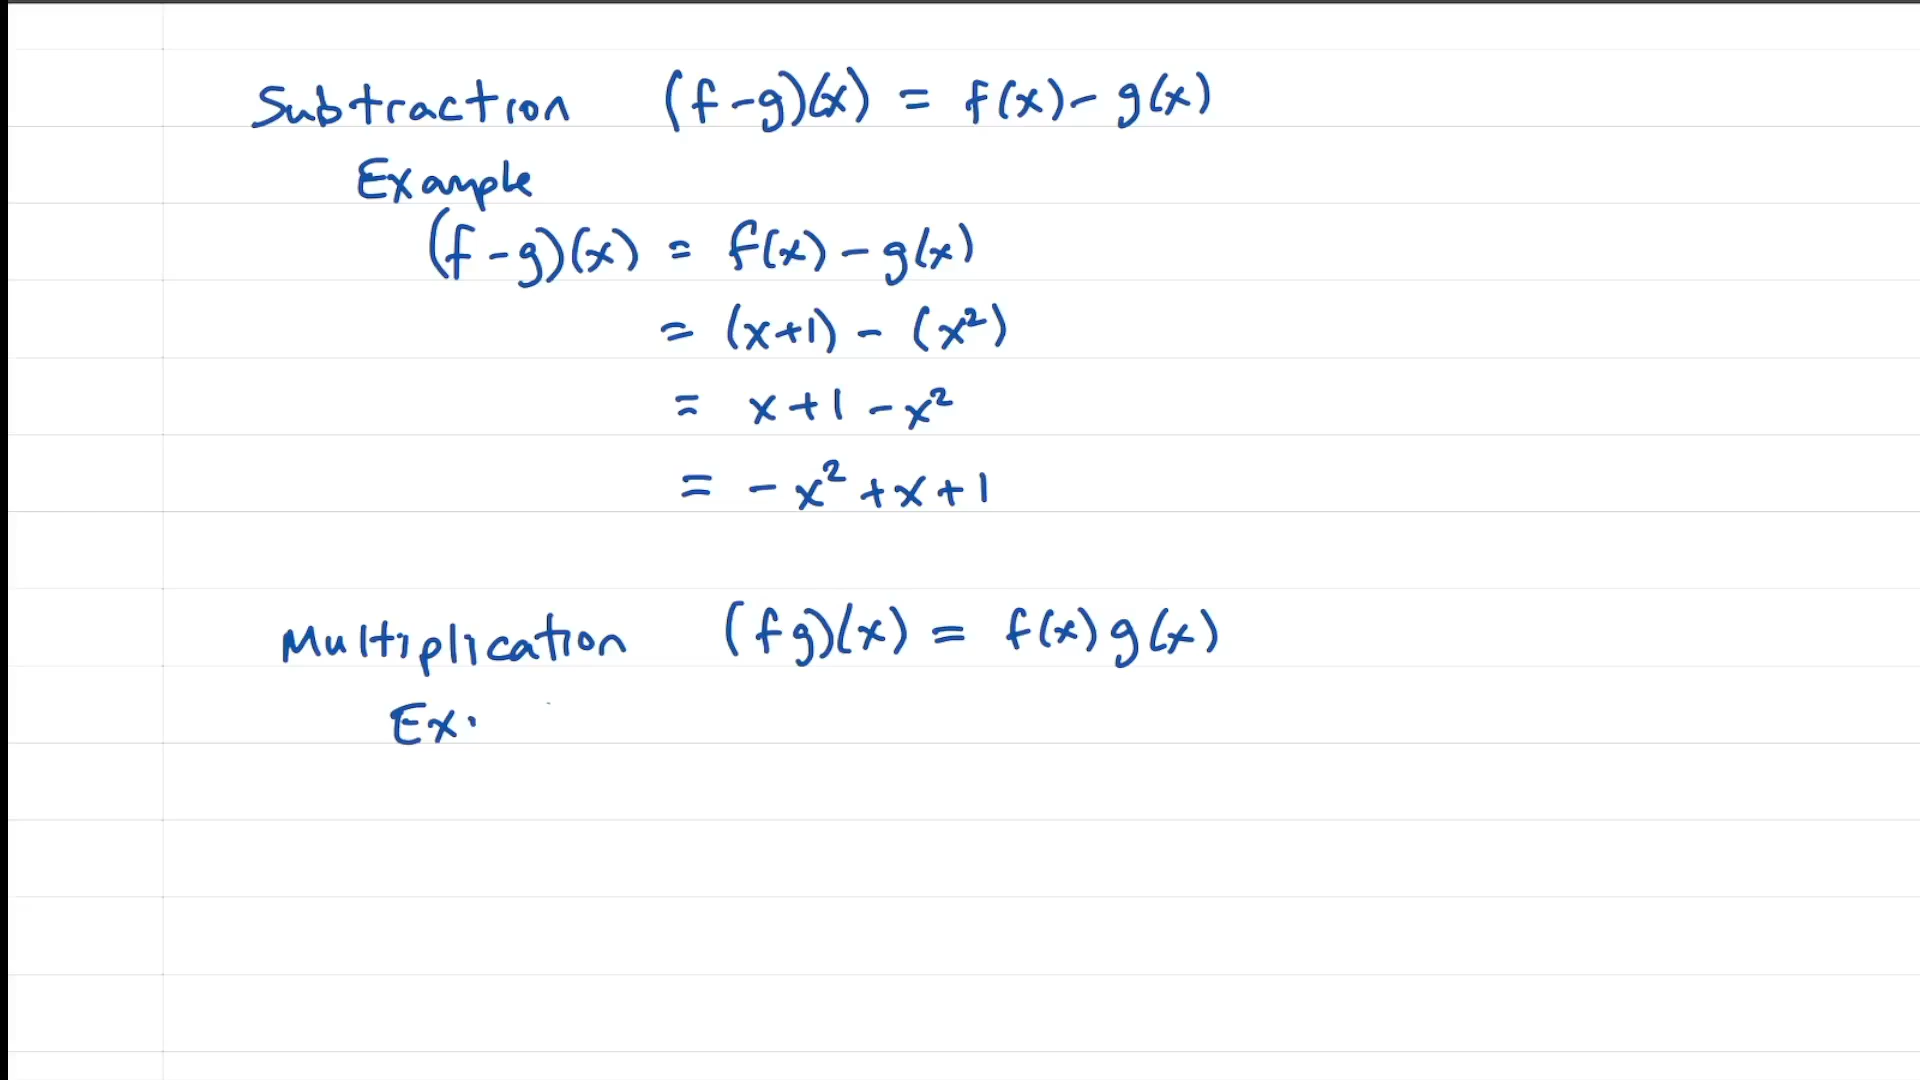 Subtraction (f-g)(x) = f(x) - g(x)
Example
(f-g)(x) = f(x) - g(x)
= (x+1) - (x²)
= x+1 - x²
= -x² + x + 1
Multiplication (fg)(x) = f(x) g(x)
Ex.